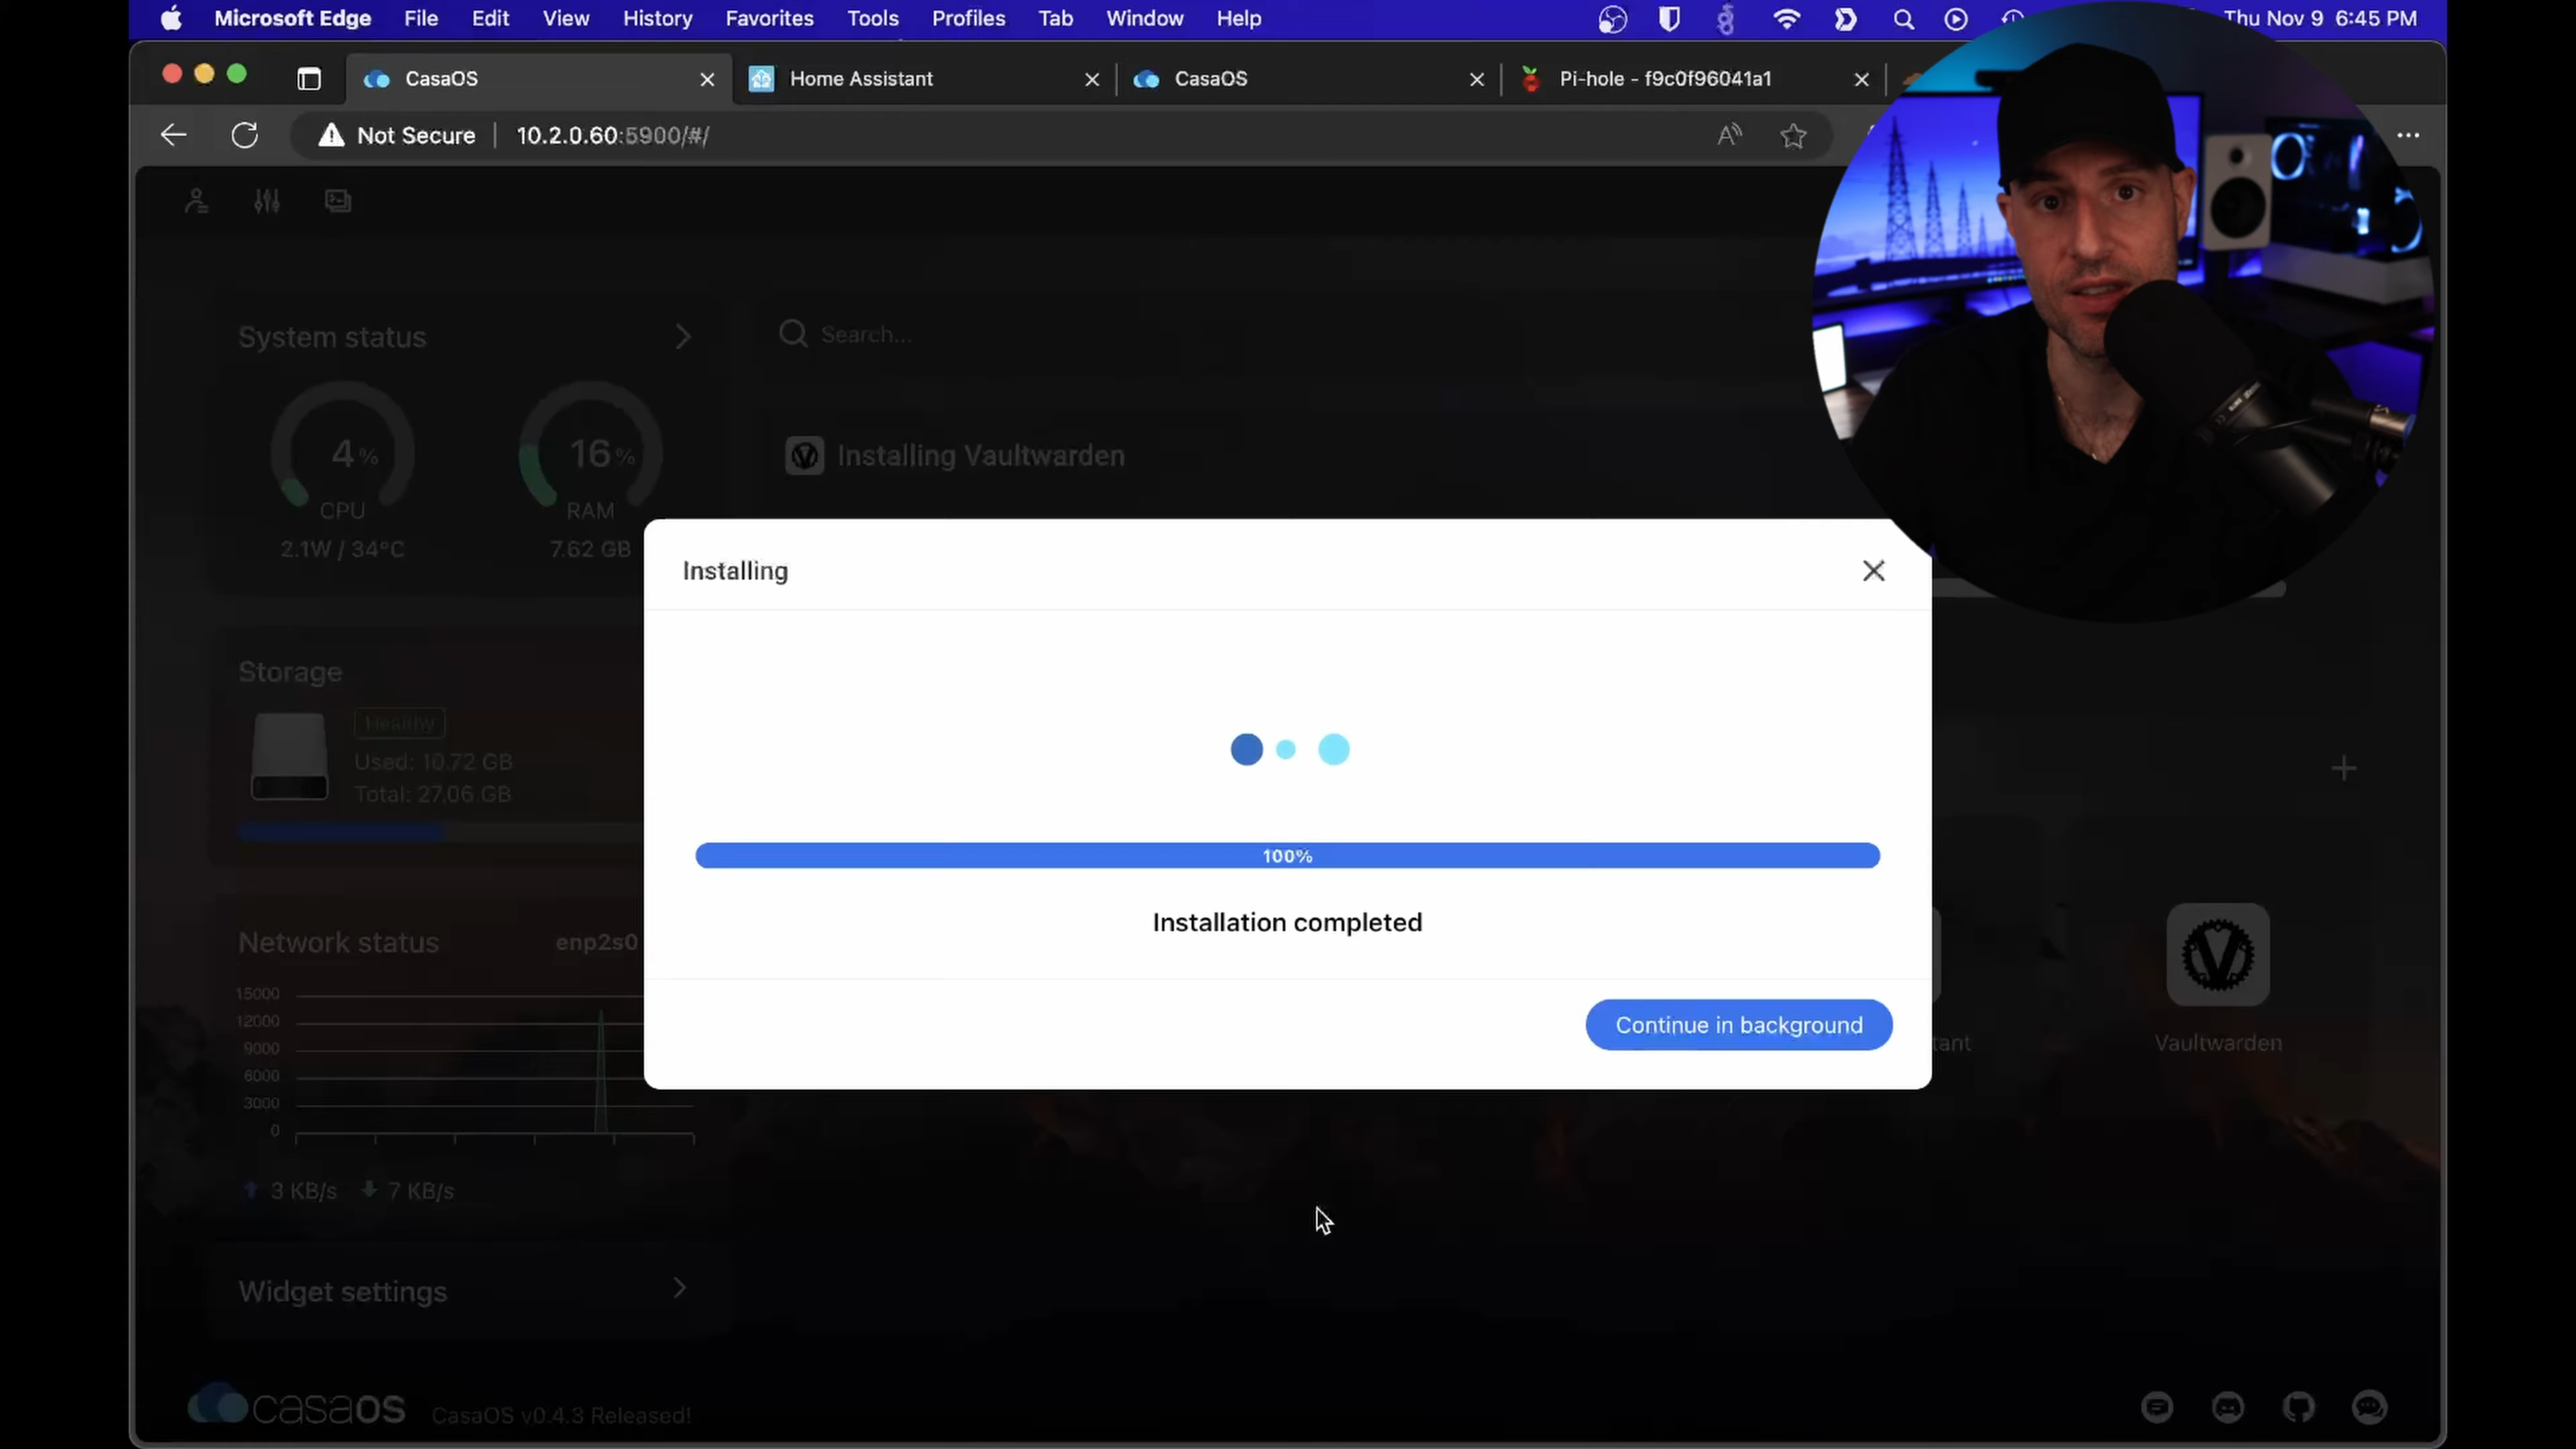 Microsoft Edge File Edit View History Favorites Tools Profiles Tab Window Help Thu Nov 9 6:45 PM
CasaOS Home Assistant CasaOS Pi-hole - f9c0f96041a1
Not Secure 10.2.0.60:5900/#/
System status
Search...
4% 16%
CPU RAM
2.1W / 34°C 7.62 GB
Installing Vaultwarden
Installing
100%
Installation completed
Continue in background
Storage
Healthy
Used: 10.72 GB
Total: 27.06 GB
Network status enp2s0
15000
12000
9000
6000
3000
0
3 KB/s 7 KB/s
tant Vaultwarden
Widget settings
casaOS CasaOS v0.4.3 Released!